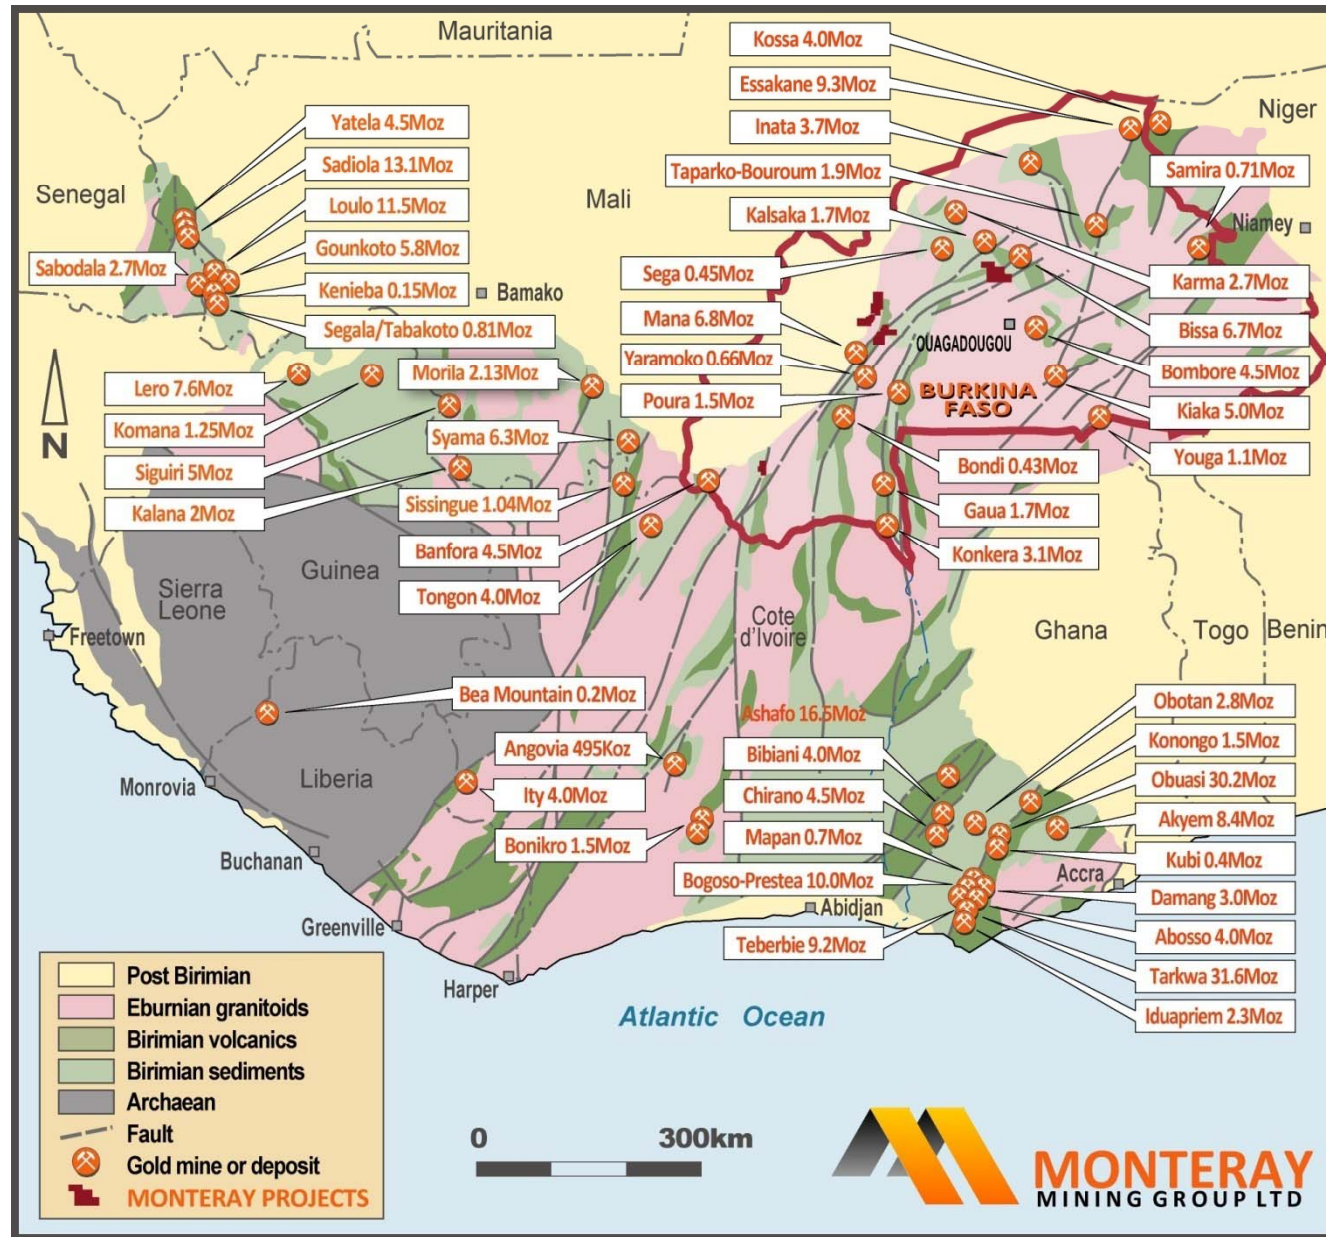 Mauritania
Kossa 4.0Moz
Essakane 9.3Moz
Niger
Inata 3.7Moz
Yatela 4.5Moz
Sadiola 13.1Moz
Taparko-Bouroum 1.9Moz
Samira 0.71Moz
Senegal
Mali
Loulo 11.5Moz
Kalsaka 1.7Moz
Niamey
Gounkoto 5.8Moz
Sabodala 2.7Moz
Sega 0.45Moz
Karma 2.7Moz
Kenieba 0.15Moz
Bamako
Segala/Tabakoto 0.81Moz
Mana 6.8Moz
Bissa 6.7Moz
OUAGADOUGOU
Yaramoko 0.66Moz
Bombore 4.5Moz
Lero 7.6Moz
Morila 2.13Moz
Poura 1.5Moz
BURKINA
FASO
Kiaka 5.0Moz
Komana 1.25Moz
Syama 6.3Moz
N
Siguiri 5Moz
Bondi 0.43Moz
Youga 1.1Moz
Kalana 2Moz
Sissingue 1.04Moz
Gaua 1.7Moz
Banfora 4.5Moz
Konkera 3.1Moz
Guinea
Sierra
Leone
Tongon 4.0Moz
Cote
d'Ivoire
Ghana
Togo
Benin
Freetown
Bea Mountain 0.2Moz
Ashafo 16.5Moz
Obotan 2.8Moz
Angovia 495Koz
Bibiani 4.0Moz
Konongo 1.5Moz
Liberia
Monrovia
Ity 4.0Moz
Chirano 4.5Moz
Obuasi 30.2Moz
Bonikro 1.5Moz
Mapan 0.7Moz
Akyem 8.4Moz
Buchanan
Kubi 0.4Moz
Bogoso-Prestea 10.0Moz
Accra
Damang 3.0Moz
Abidjan
Greenville
Teberbie 9.2Moz
Abosso 4.0Moz
Harper
Tarkwa 31.6Moz
Iduapriem 2.3Moz
Atlantic Ocean
Post Birimian
Eburnian granitoids
Birimian volcanics
Birimian sediments
Archaean
Fault
Gold mine or deposit
MONTERAY PROJECTS
0 300km
MONTERAY
MINING GROUP LTD